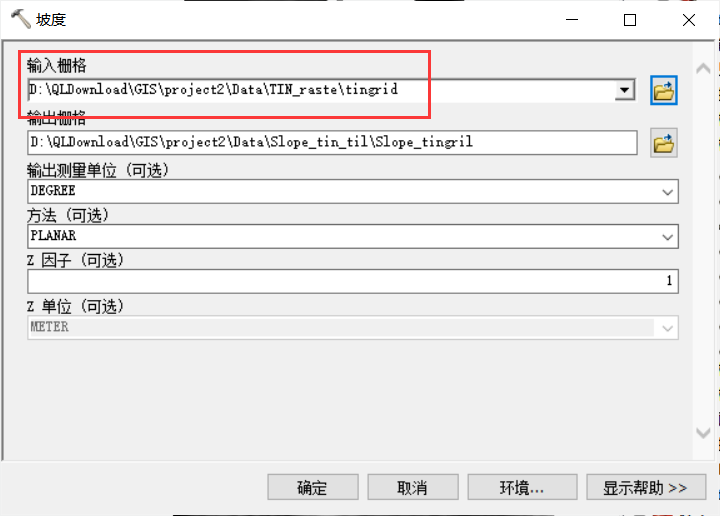 坡度
输入栅格
D:\QLDownload\GIS\project2\Data\TIN_raste\tingrid
输出栅格
D:\QLDownload\GIS\project2\Data\Slope_tin_til\Slope_tingril
输出测量单位 (可选)
DEGREE
方法 (可选)
PLANAR
Z 因子 (可选)
1
Z 单位 (可选)
METER
确定 取消 环境... 显示帮助 >>